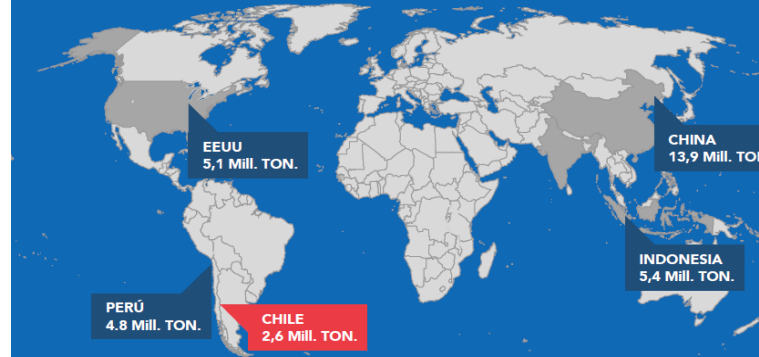 EEUU
5,1 Mill. TON.
CHINA
13,9 Mill. TON
INDONESIA
5,4 Mill. TON.
PERÚ
4.8 Mill. TON.
CHILE
2,6 Mill. TON.